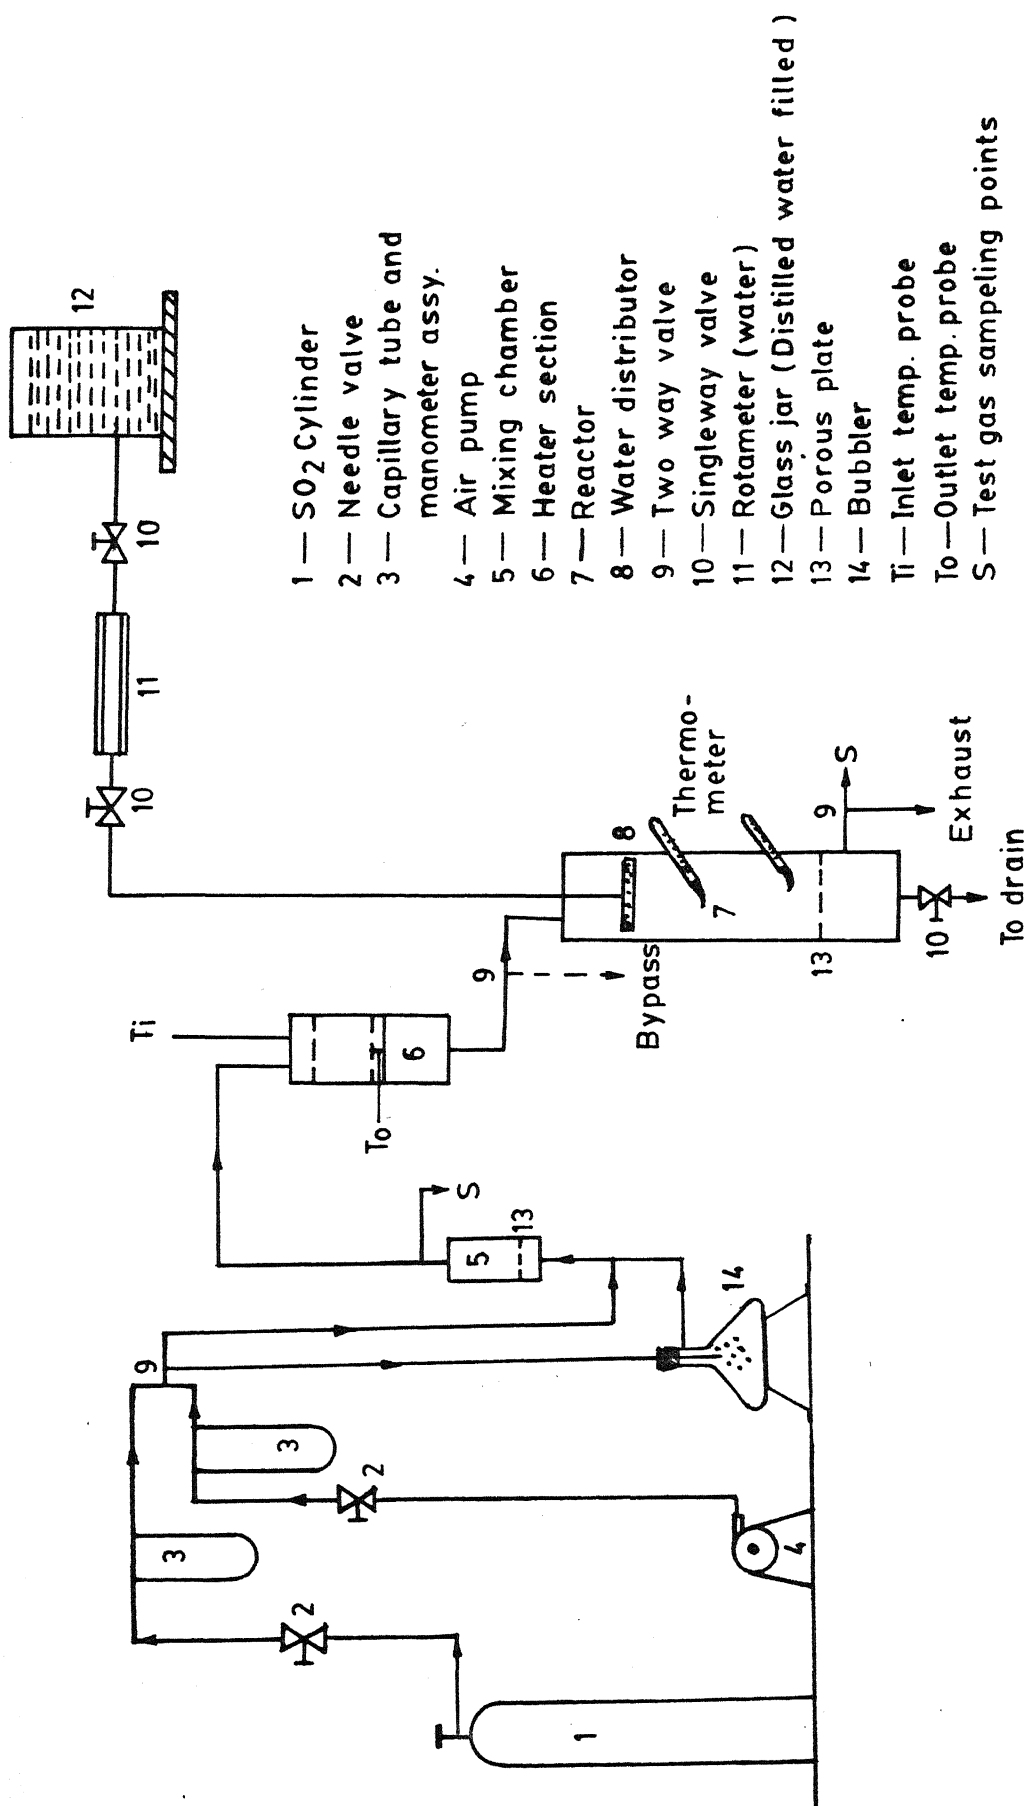 12
10
11
10
Ti
To
6
9
Bypass
8
Thermo-
meter
7
13
9
S
Exhaust
10
To drain
S
5
13
9
14
3
2
3
2
4
1
1 — SO2 Cylinder
2 — Needle valve
3 — Capillary tube and
manometer assy.
4 — Air pump
5 — Mixing chamber
6 — Heater section
7 — Reactor
8 — Water distributor
9 — Two way valve
10 — Singleway valve
11 — Rotameter (water)
12 — Glass jar (Distilled water filled)
13 — Porous plate
14 — Bubbler
Ti — Inlet temp. probe
To — Outlet temp. probe
S — Test gas sampeling points